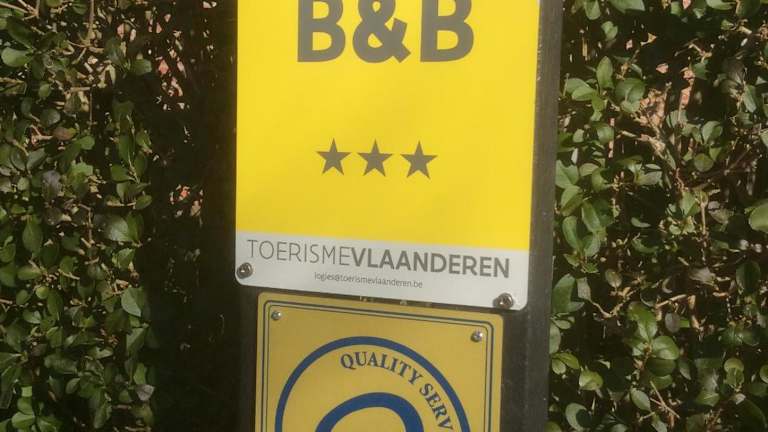 B&B
TOERISMEVLAANDEREN
logies@toerismevlaanderen.be
QUALITY SERV